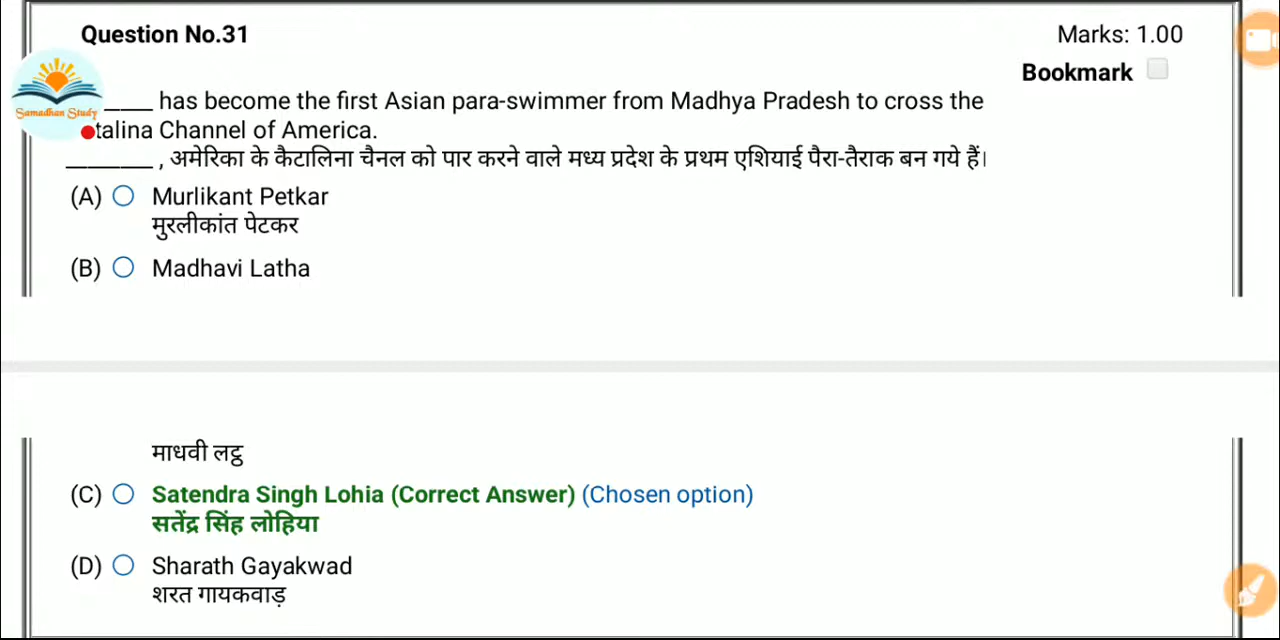 Question No.31 Marks: 1.00
Bookmark
Samadhan Study
____ has become the first Asian para-swimmer from Madhya Pradesh to cross the
talina Channel of America.
________ , अमेरिका के कैटालिना चैनल को पार करने वाले मध्य प्रदेश के प्रथम एशियाई पैरा-तैराक बन गये हैं।
(A) Murlikant Petkar
मुरलीकांत पेटकर
(B) Madhavi Latha
माधवी लट्ठ
(C) Satendra Singh Lohia (Correct Answer) (Chosen option)
सतेंद्र सिंह लोहिया
(D) Sharath Gayakwad
शरत गायकवाड़